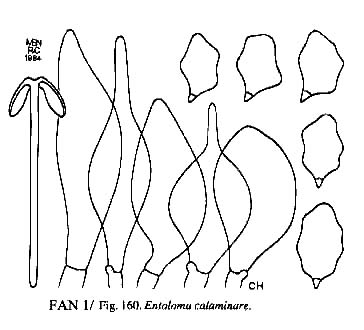 MEN
RC
1984
CH
FAN 1/ Fig. 160. Entoloma calaminare.